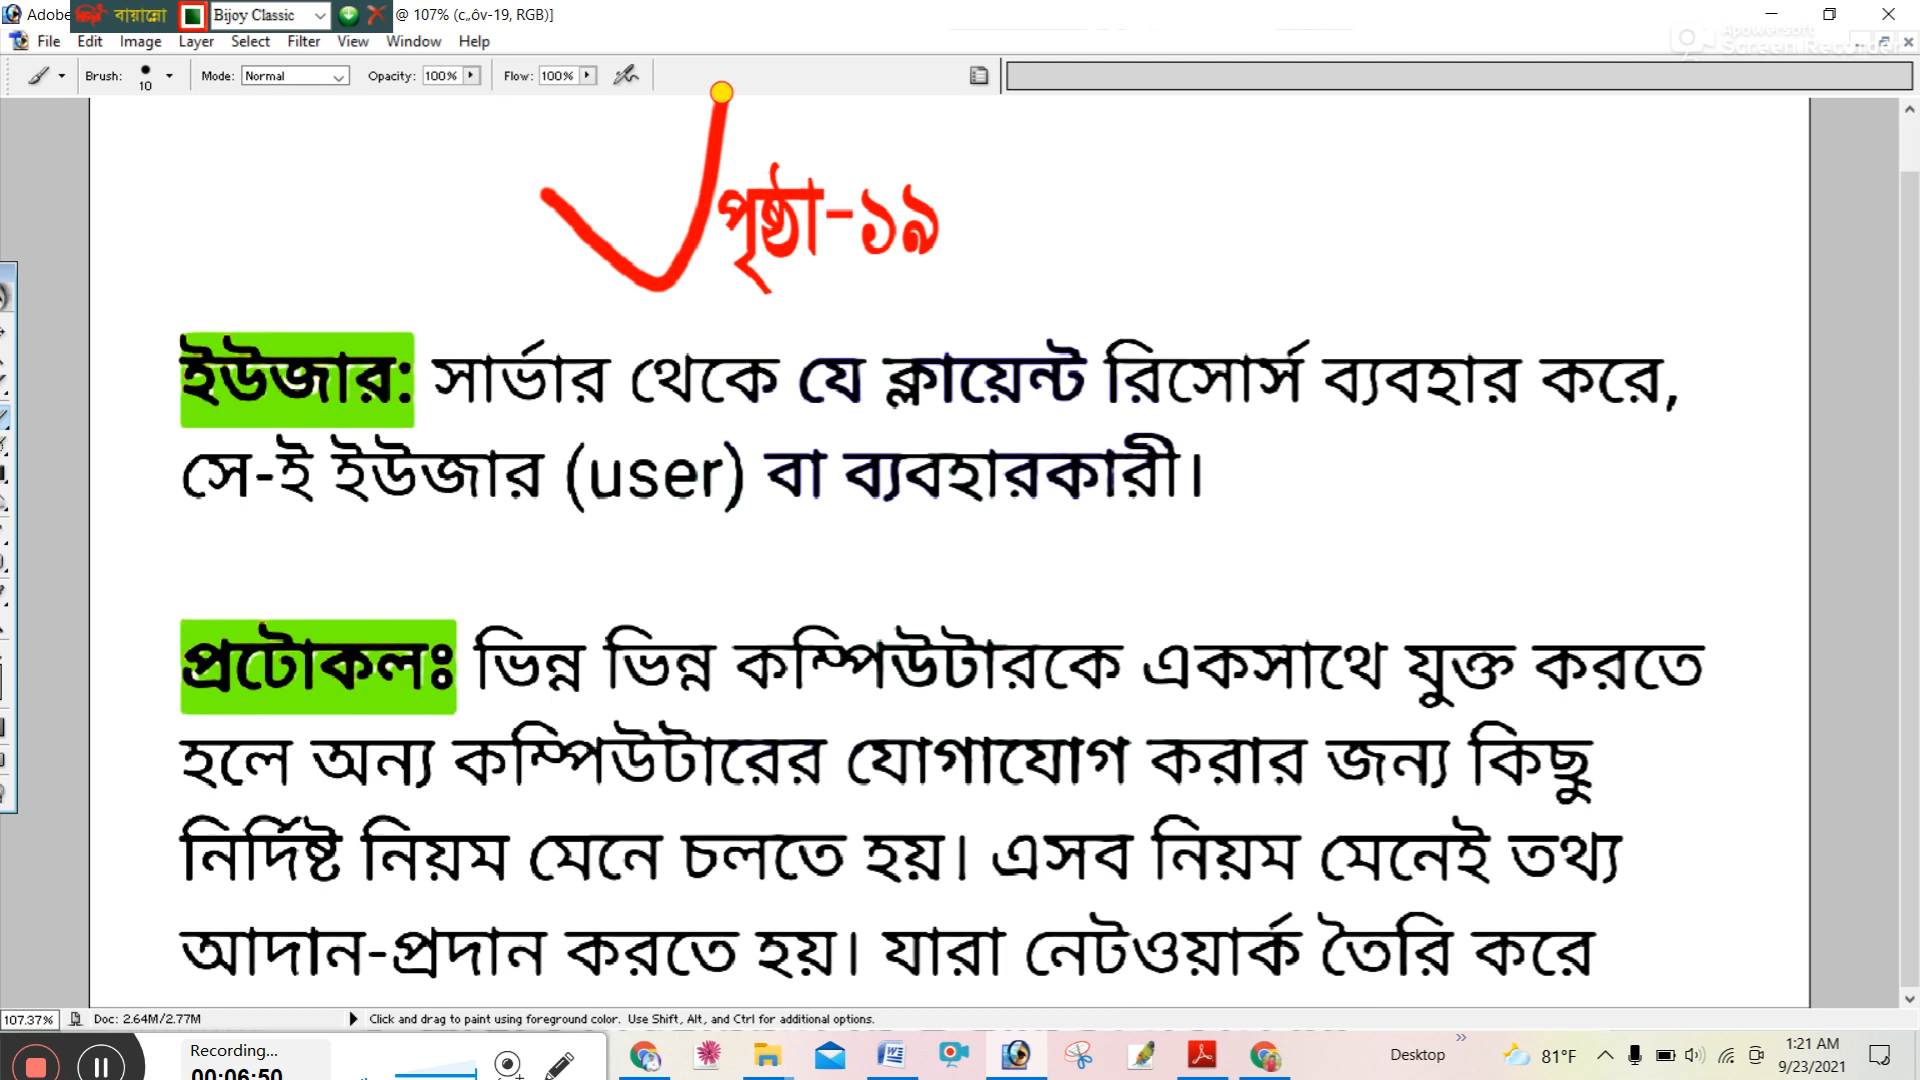 Adobe
বায়ান্নো
Bijoy Classic
@ 107% (c„ôv-19, RGB)]
File Edit Image Layer Select Filter View Window Help
Apowersoft
Screen Recorder
Brush: 10 Mode: Normal Opacity: 100% Flow: 100%
পৃষ্ঠা-১৯
ইউজার: সার্ভার থেকে যে ক্লায়েন্ট রিসোর্স ব্যবহার করে,
সে-ই ইউজার (user) বা ব্যবহারকারী।
প্রটোকলঃ ভিন্ন ভিন্ন কম্পিউটারকে একসাথে যুক্ত করতে
হলে অন্য কম্পিউটারের যোগাযোগ করার জন্য কিছু
নির্দিষ্ট নিয়ম মেনে চলতে হয়। এসব নিয়ম মেনেই তথ্য
আদান-প্রদান করতে হয়। যারা নেটওয়ার্ক তৈরি করে
107.37% Doc: 2.64M/2.77M Click and drag to paint using foreground color. Use Shift, Alt, and Ctrl for additional options.
Recording...
00:06:50
Desktop
81°F
1:21 AM
9/23/2021